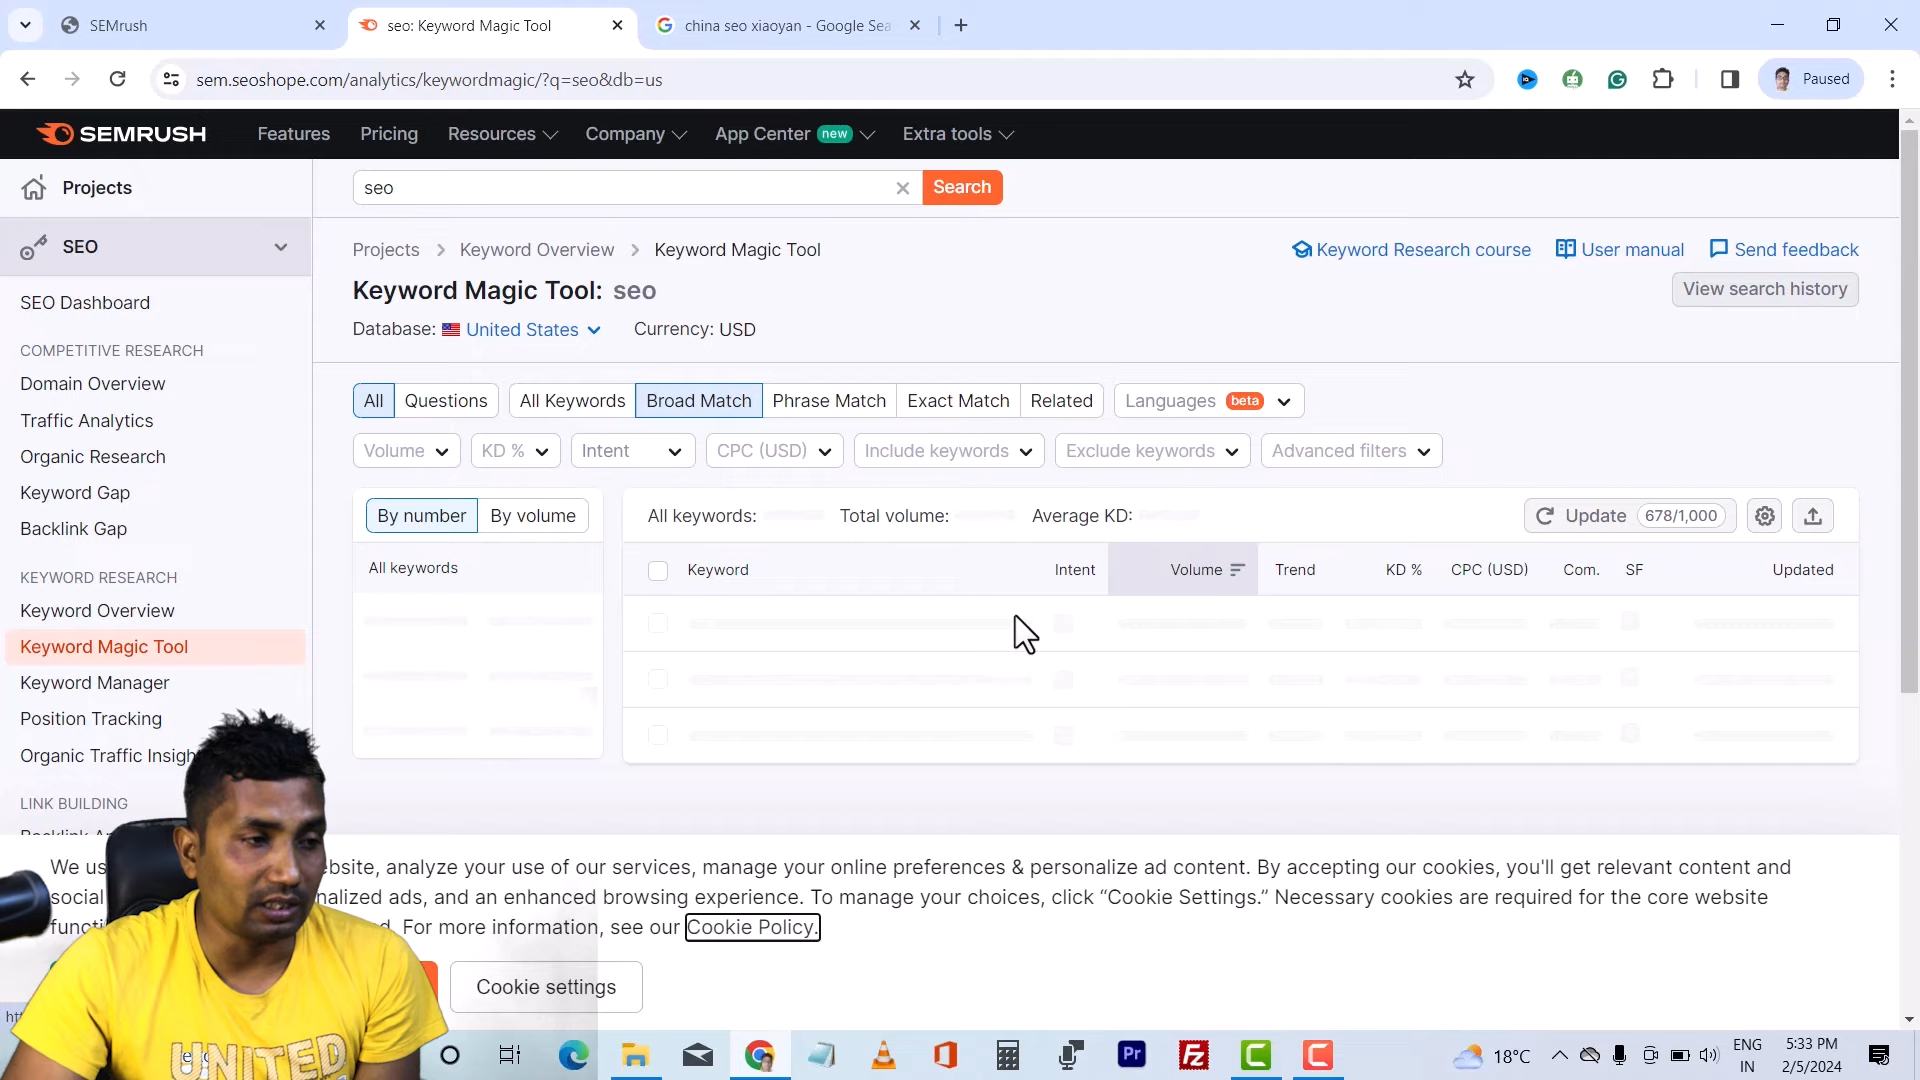 SEMrush
seo: Keyword Magic Tool
china seo xiaoyan - Google Sea
sem.seoshope.com/analytics/keywordmagic/?q=seo&db=us
Paused
SEMRUSH
Features
Pricing
Resources
Company
App Center new
Extra tools
Projects
seo
Search
SEO
Projects > Keyword Overview > Keyword Magic Tool
Keyword Research course
User manual
Send feedback
Keyword Magic Tool: seo
View search history
Database: United States
Currency: USD
SEO Dashboard
COMPETITIVE RESEARCH
Domain Overview
Traffic Analytics
Organic Research
Keyword Gap
Backlink Gap
KEYWORD RESEARCH
Keyword Overview
Keyword Magic Tool
Keyword Manager
Position Tracking
Organic Traffic Insigh
LINK BUILDING
All
Questions
All Keywords
Broad Match
Phrase Match
Exact Match
Related
Languages beta
Volume
KD %
Intent
CPC (USD)
Include keywords
Exclude keywords
Advanced filters
By number
By volume
All keywords
All keywords:
Total volume:
Average KD:
Update 678/1,000
Keyword
Intent
Volume
Trend
KD %
CPC (USD)
Com.
SF
Updated
We us ebsite, analyze your use of our services, manage your online preferences & personalize ad content. By accepting our cookies, you'll get relevant content and
social nalized ads, and an enhanced browsing experience. To manage your choices, click “Cookie Settings.” Necessary cookies are required for the core website
functi d. For more information, see our Cookie Policy.
Cookie settings
UNITED
Pr
Fz
18°C
ENG
IN
5:33 PM
2/5/2024